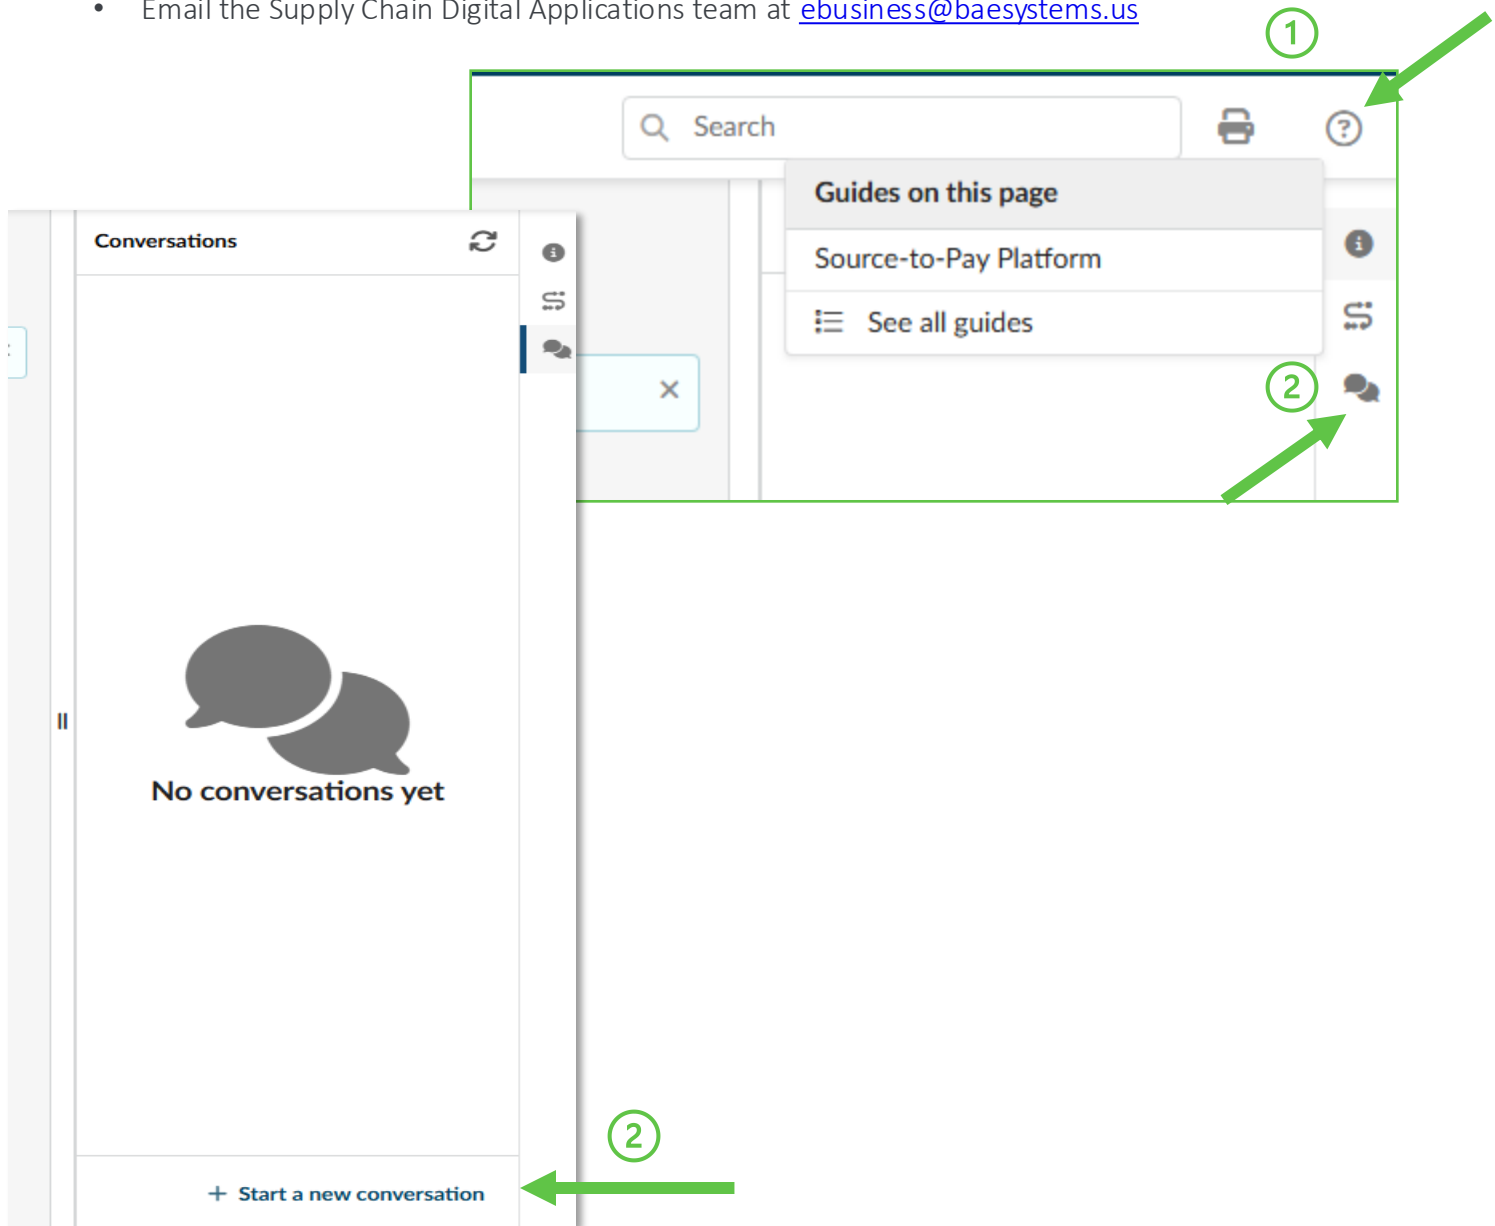 • Email the Supply Chain Digital Applications team at ebusiness@baesystems.us
1
Search
Guides on this page
Source-to-Pay Platform
See all guides
2
Conversations
No conversations yet
2
+ Start a new conversation